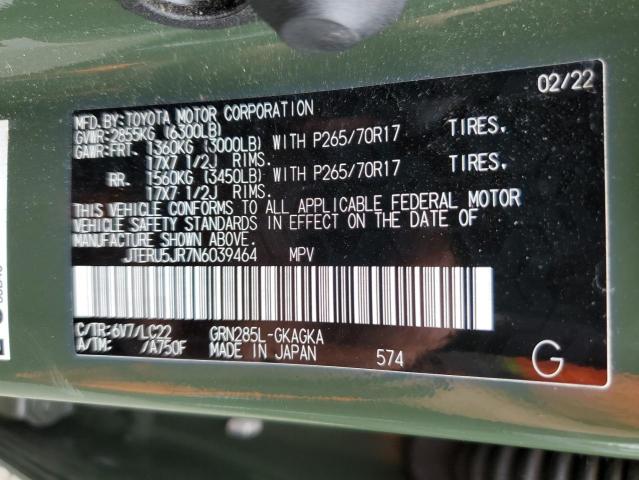 02/22
MFD.BY:TOYOTA MOTOR CORPORATION
GVWR:2855KG (6300LB)
GAWR:FRT. 1360KG (3000LB) WITH P265/70R17 TIRES.
17X7 1/2J RIMS.
RR. 1560KG (3450LB) WITH P265/70R17 TIRES.
17X7 1/2J RIMS.
THIS VEHICLE CONFORMS TO ALL APPLICABLE FEDERAL MOTOR
VEHICLE SAFETY STANDARDS IN EFFECT ON THE DATE OF
MANUFACTURE SHOWN ABOVE.
JTERU5JR7N6039464 MPV
C/TR:6V7/LC22 GRN285L-GKAGKA
A/TM: /A750F MADE IN JAPAN 574
G